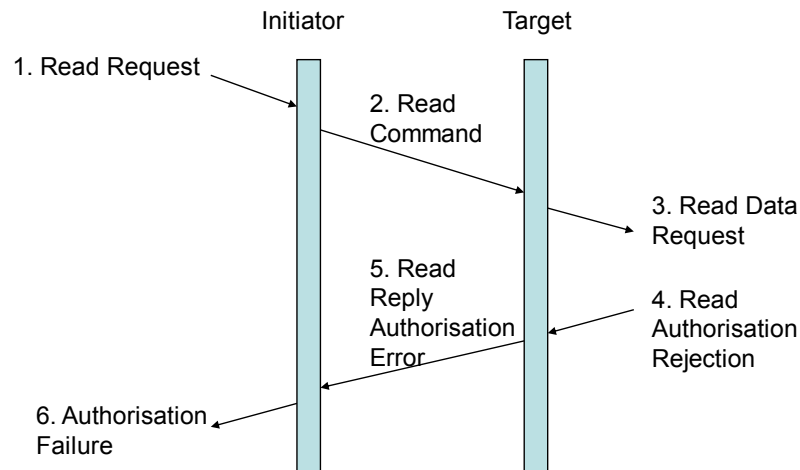 Initiator
Target
1. Read Request
2. Read
Command
3. Read Data
Request
4. Read
Authorisation
Rejection
5. Read
Reply
Authorisation
Error
6. Authorisation
Failure